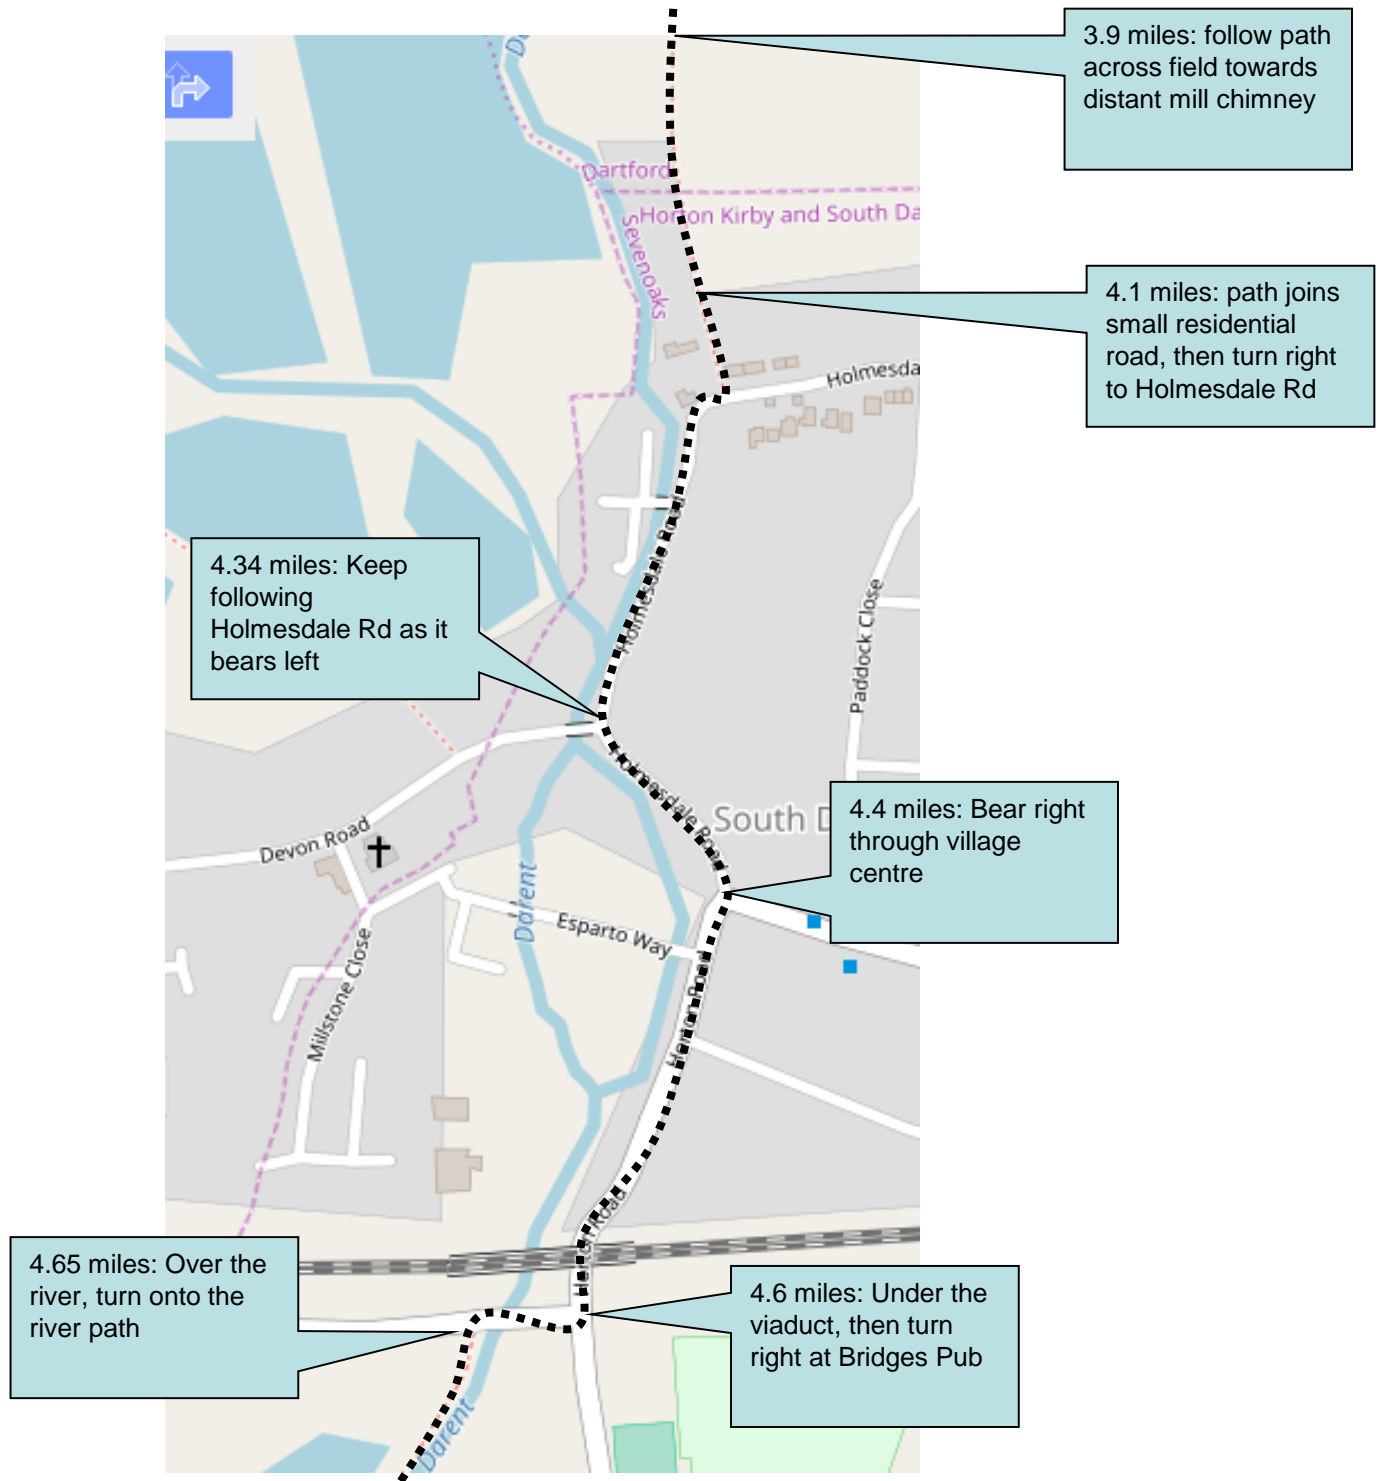 3.9 miles: follow path
across field towards
distant mill chimney
Dartford
Horton Kirby and South Da
Sevenoaks
4.1 miles: path joins
small residential
road, then turn right
to Holmesdale Rd
Holmesda
Holmesdale Road
4.34 miles: Keep
following
Holmesdale Rd as it
bears left
Paddock Close
Holmesdale Road
South D
4.4 miles: Bear right
through village
centre
Devon Road
Darent
Esparto Way
Millstone Close
Horton Road
Horton Road
4.65 miles: Over the
river, turn onto the
river path
4.6 miles: Under the
viaduct, then turn
right at Bridges Pub
Darent